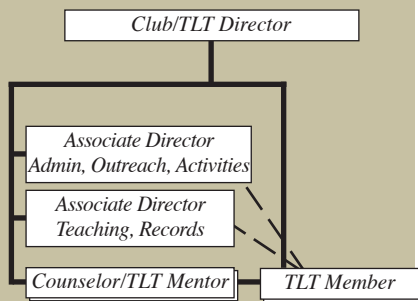 Club/TLT Director
Associate Director
Admin, Outreach, Activities
Associate Director
Teaching, Records
Counselor/TLT Mentor
TLT Member